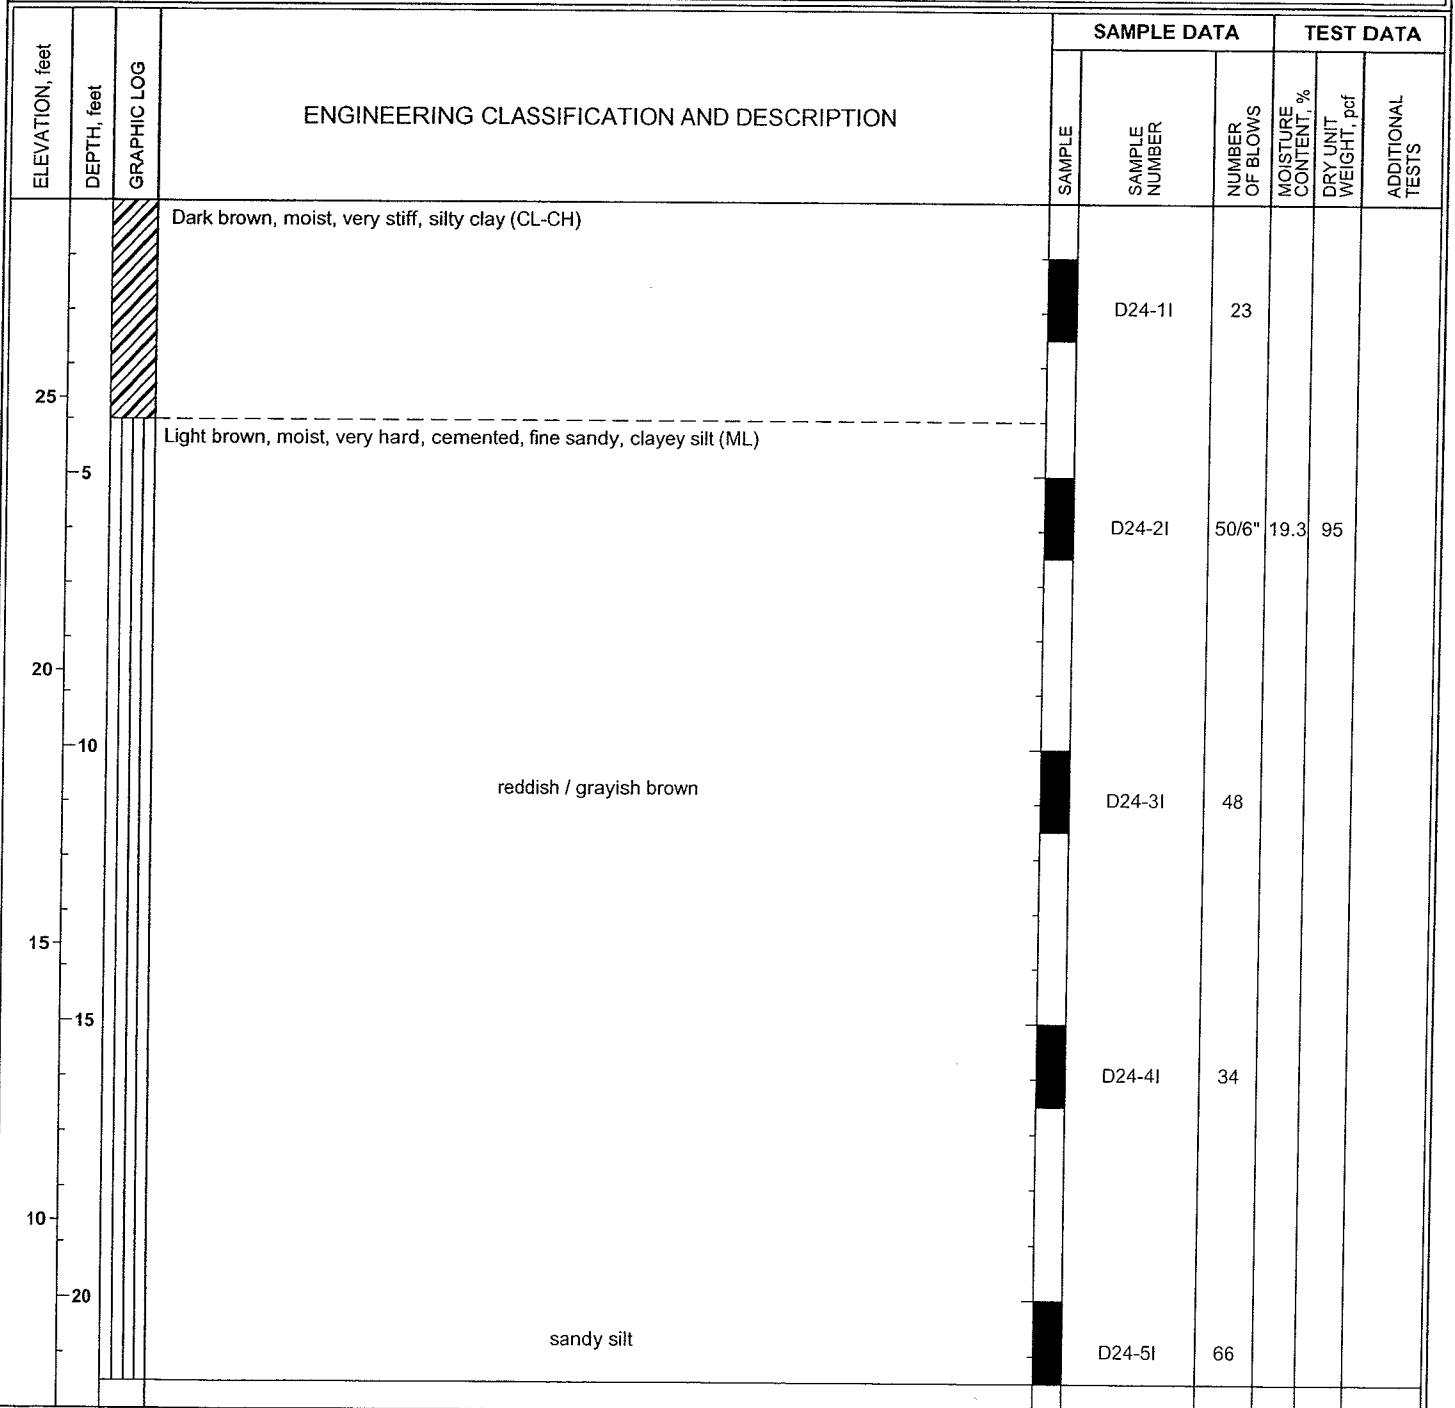 SAMPLE DATA
TEST DATA
ELEVATION, feet
DEPTH, feet
GRAPHIC LOG
ENGINEERING CLASSIFICATION AND DESCRIPTION
SAMPLE
SAMPLE
NUMBER
NUMBER
OF BLOWS
MOISTURE
CONTENT, %
DRY UNIT
WEIGHT, pcf
ADDITIONAL
TESTS
Dark brown, moist, very stiff, silty clay (CL-CH)
D24-1I 23
25
Light brown, moist, very hard, cemented, fine sandy, clayey silt (ML)
5
D24-2I 50/6" 19.3 95
20
10
reddish / grayish brown
D24-3I 48
15
15
D24-4I 34
10
20
sandy silt
D24-5I 66